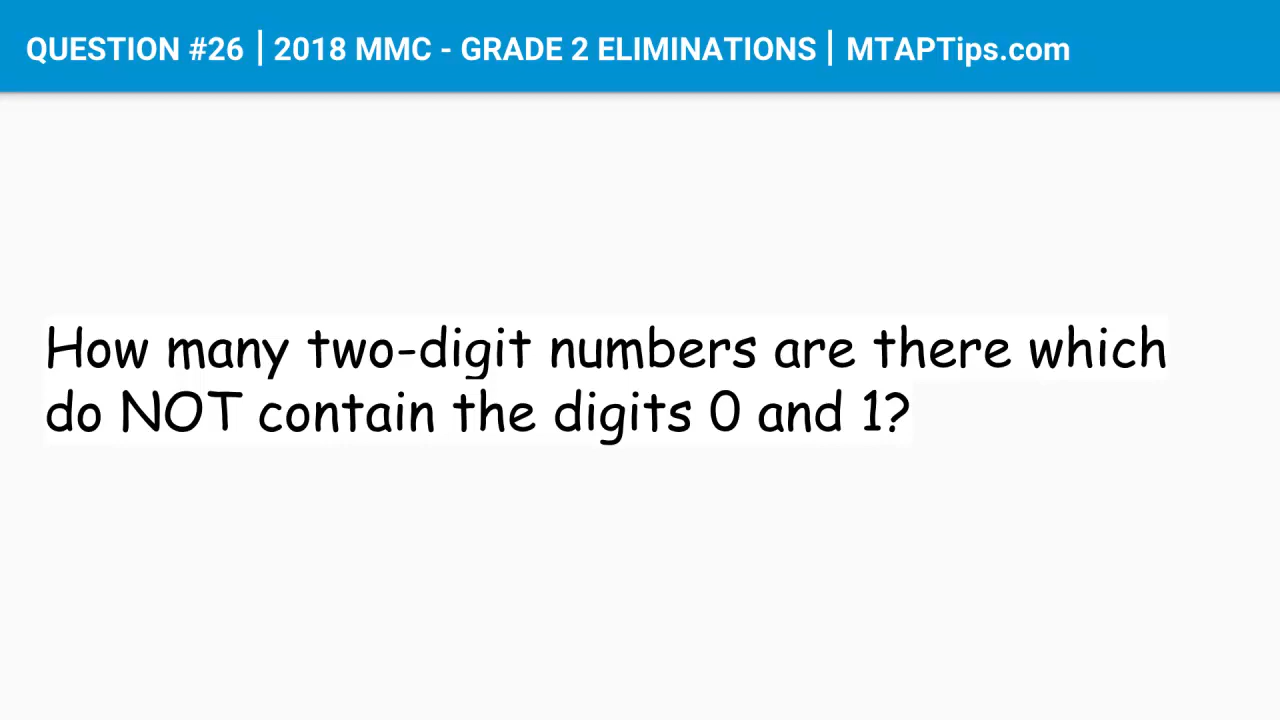 QUESTION #26 | 2018 MMC - GRADE 2 ELIMINATIONS | MTAPTips.com
How many two-digit numbers are there which
do NOT contain the digits 0 and 1?